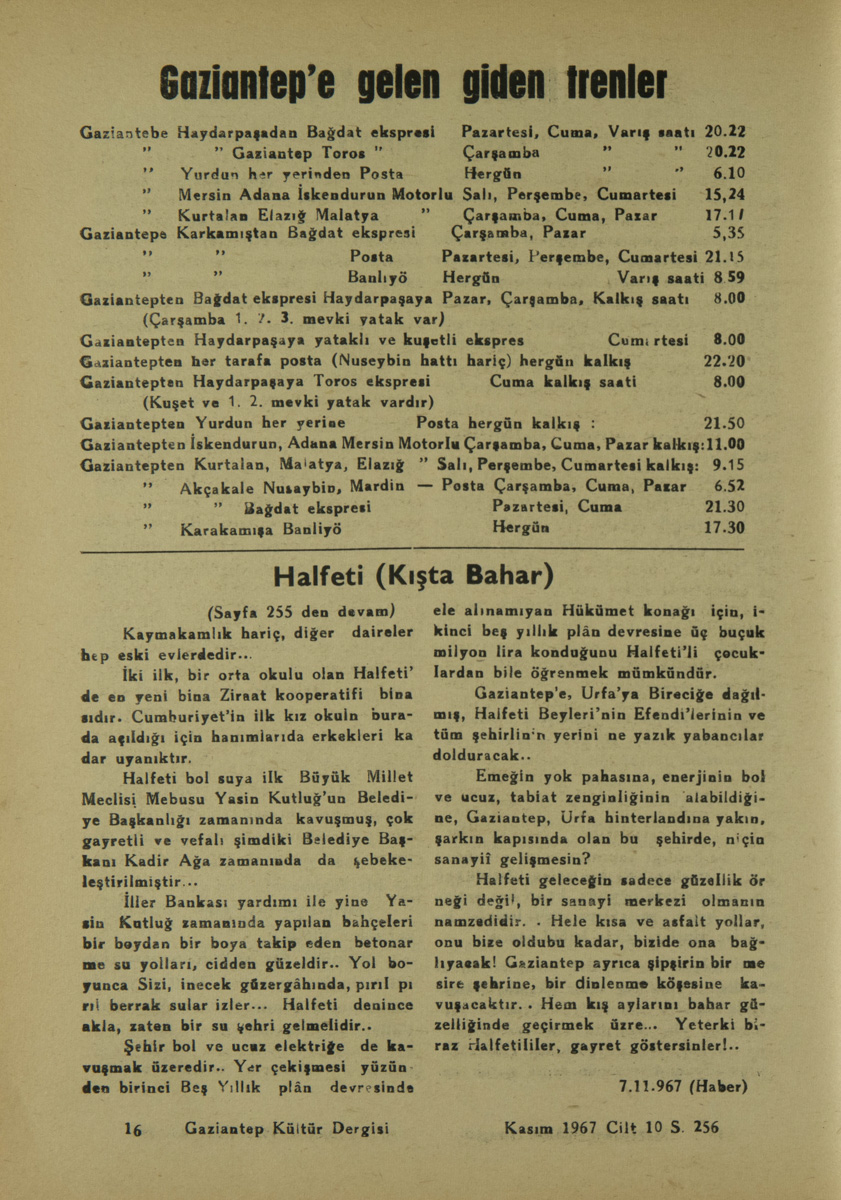 Gaziantep'e gelen giden trenler
Gaziantebe Haydarpaşadan Bağdat ekspresi Pazartesi, Cuma, Varış saatı 20.22
" " Gaziantep Toros " Çarşamba " " 20.22
" Yurdun her yerinden Posta Hergün " " 6.10
" Mersin Adana İskendurun Motorlu Salı, Perşembe, Cumartesi 15,24
" Kurtalan Elazığ Malatya " Çarşamba, Cuma, Pazar 17.11
Gaziantepe Karkamıştan Bağdat ekspresi Çarşamba, Pazar 5,35
" " Posta Pazartesi, Perşembe, Cumartesi 21.15
" " Banlıyö Hergün Varış saati 8 59
Gaziantepten Bağdat ekspresi Haydarpaşaya Pazar, Çarşamba, Kalkış saatı 8.00
(Çarşamba 1. 2. 3. mevki yatak var)
Gaziantepten Haydarpaşaya yataklı ve kuşetli ekspres Cumartesi 8.00
Gaziantepten her tarafa posta (Nuseybin hattı hariç) hergün kalkış 22.20
Gaziantepten Haydarpaşaya Toros ekspresi Cuma kalkış saati 8.00
(Kuşet ve 1. 2. mevki yatak vardır)
Gaziantepten Yurdun her yerine Posta hergün kalkış : 21.50
Gaziantepten İskendurun, Adana Mersin Motorlu Çarşamba, Cuma, Pazar kalkış:11.00
Gaziantepten Kurtalan, Malatya, Elazığ " Salı, Perşembe, Cumartesi kalkış: 9.15
" Akçakale Nusaybin, Mardin — Posta Çarşamba, Cuma, Pazar 6.52
" " Bağdat ekspresi Pazartesi, Cuma 21.30
" Karakamışa Banliyö Hergün 17.30
Halfeti (Kışta Bahar)
(Sayfa 255 den devam)
Kaymakamlık hariç, diğer daireler
hep eski evlerdedir...
İki ilk, bir orta okulu olan Halfeti'
de en yeni bina Ziraat kooperatifi bina
sıdır. Cumhuriyet'in ilk kız okuln bura-
da açıldığı için hanımlarıda erkekleri ka
dar uyanıktır.
Halfeti bol suya ilk Büyük Millet
Meclisi Mebusu Yasin Kutluğ'un Beledi-
ye Başkanlığı zamanında kavuşmuş, çok
gayretli ve vefalı şimdiki Belediye Baş-
kanı Kadir Ağa zamanında da şebeke-
leştirilmiştir...
İller Bankası yardımı ile yine Ya-
sin Kutluğ zamanında yapılan bahçeleri
bir boydan bir boya takip eden betonar
me su yolları, cidden güzeldir.. Yol bo-
yunca Sizi, inecek güzergâhında, pırıl pı
rıl berrak sular izler... Halfeti denince
akla, zaten bir su şehri gelmelidir..
Şehir bol ve ucuz elektriğe de ka-
vuşmak üzeredir.. Yer çekişmesi yüzün
den birinci Beş Yıllık plân devresinde
ele alınamıyan Hükümet konağı için, i-
kinci beş yıllık plân devresine üç buçuk
milyon lira konduğunu Halfeti'li çocuk-
lardan bile öğrenmek mümkündür.
Gaziantep'e, Urfa'ya Bireciğe dağıl-
mış, Halfeti Beyleri'nin Efendi'lerinin ve
tüm şehirlinin yerini ne yazık yabancılar
dolduracak..
Emeğin yok pahasına, enerjinin bol
ve ucuz, tabiat zenginliğinin alabildiği-
ne, Gaziantep, Urfa hinterlandına yakın,
şarkın kapısında olan bu şehirde, niçin
sanayii gelişmesin?
Halfeti geleceğin sadece güzellik ör
neği değil, bir sanayi merkezi olmanın
namzedidir. . Hele kısa ve asfalt yollar,
onu bize oldubu kadar, bizide ona bağ-
lıyacak! Gaziantep ayrıca şipşirin bir me
sire şehrine, bir dinlenme köşesine ka-
vuşacaktır. . Hem kış aylarını bahar gü-
zelliğinde geçirmek üzre... Yeterki bi-
raz Halfetililer, gayret göstersinler!..
7.11.967 (Haber)
16 Gaziantep Kültür Dergisi Kasım 1967 Cilt 10 S. 256